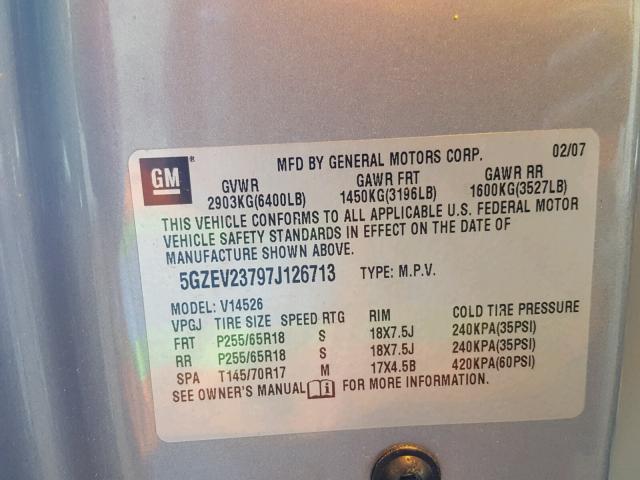 GM®
MFD BY GENERAL MOTORS CORP. 02/07
GVWR GAWR FRT GAWR RR
2903KG(6400LB) 1450KG(3196LB) 1600KG(3527LB)
THIS VEHICLE CONFORMS TO ALL APPLICABLE U.S. FEDERAL MOTOR
VEHICLE SAFETY STANDARDS IN EFFECT ON THE DATE OF
MANUFACTURE SHOWN ABOVE.
5GZEV23797J126713 TYPE: M.P.V.
MODEL: V14526
VPGJ TIRE SIZE SPEED RTG RIM COLD TIRE PRESSURE
FRT P255/65R18 S 18X7.5J 240KPA(35PSI)
RR P255/65R18 S 18X7.5J 240KPA(35PSI)
SPA T145/70R17 M 17X4.5B 420KPA(60PSI)
SEE OWNER'S MANUAL i FOR MORE INFORMATION.